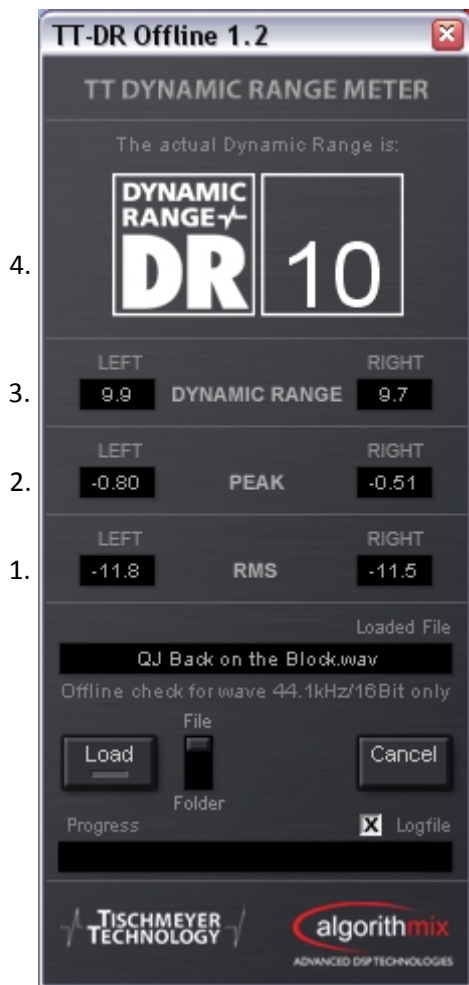 TT-DR Offline 1.2
TT DYNAMIC RANGE METER
The actual Dynamic Range is:
DYNAMIC
RANGE
4. DR 10
LEFT RIGHT
3. 9.9 DYNAMIC RANGE 9.7
LEFT RIGHT
2. -0.80 PEAK -0.51
LEFT RIGHT
1. -11.8 RMS -11.5
Loaded File
QJ Back on the Block.wav
Offline check for wave 44.1kHz/16Bit only
File
Load Cancel
Folder
Progress X Logfile
TISCHMEYER
TECHNOLOGY
algorithmix
ADVANCED DSP TECHNOLOGIES